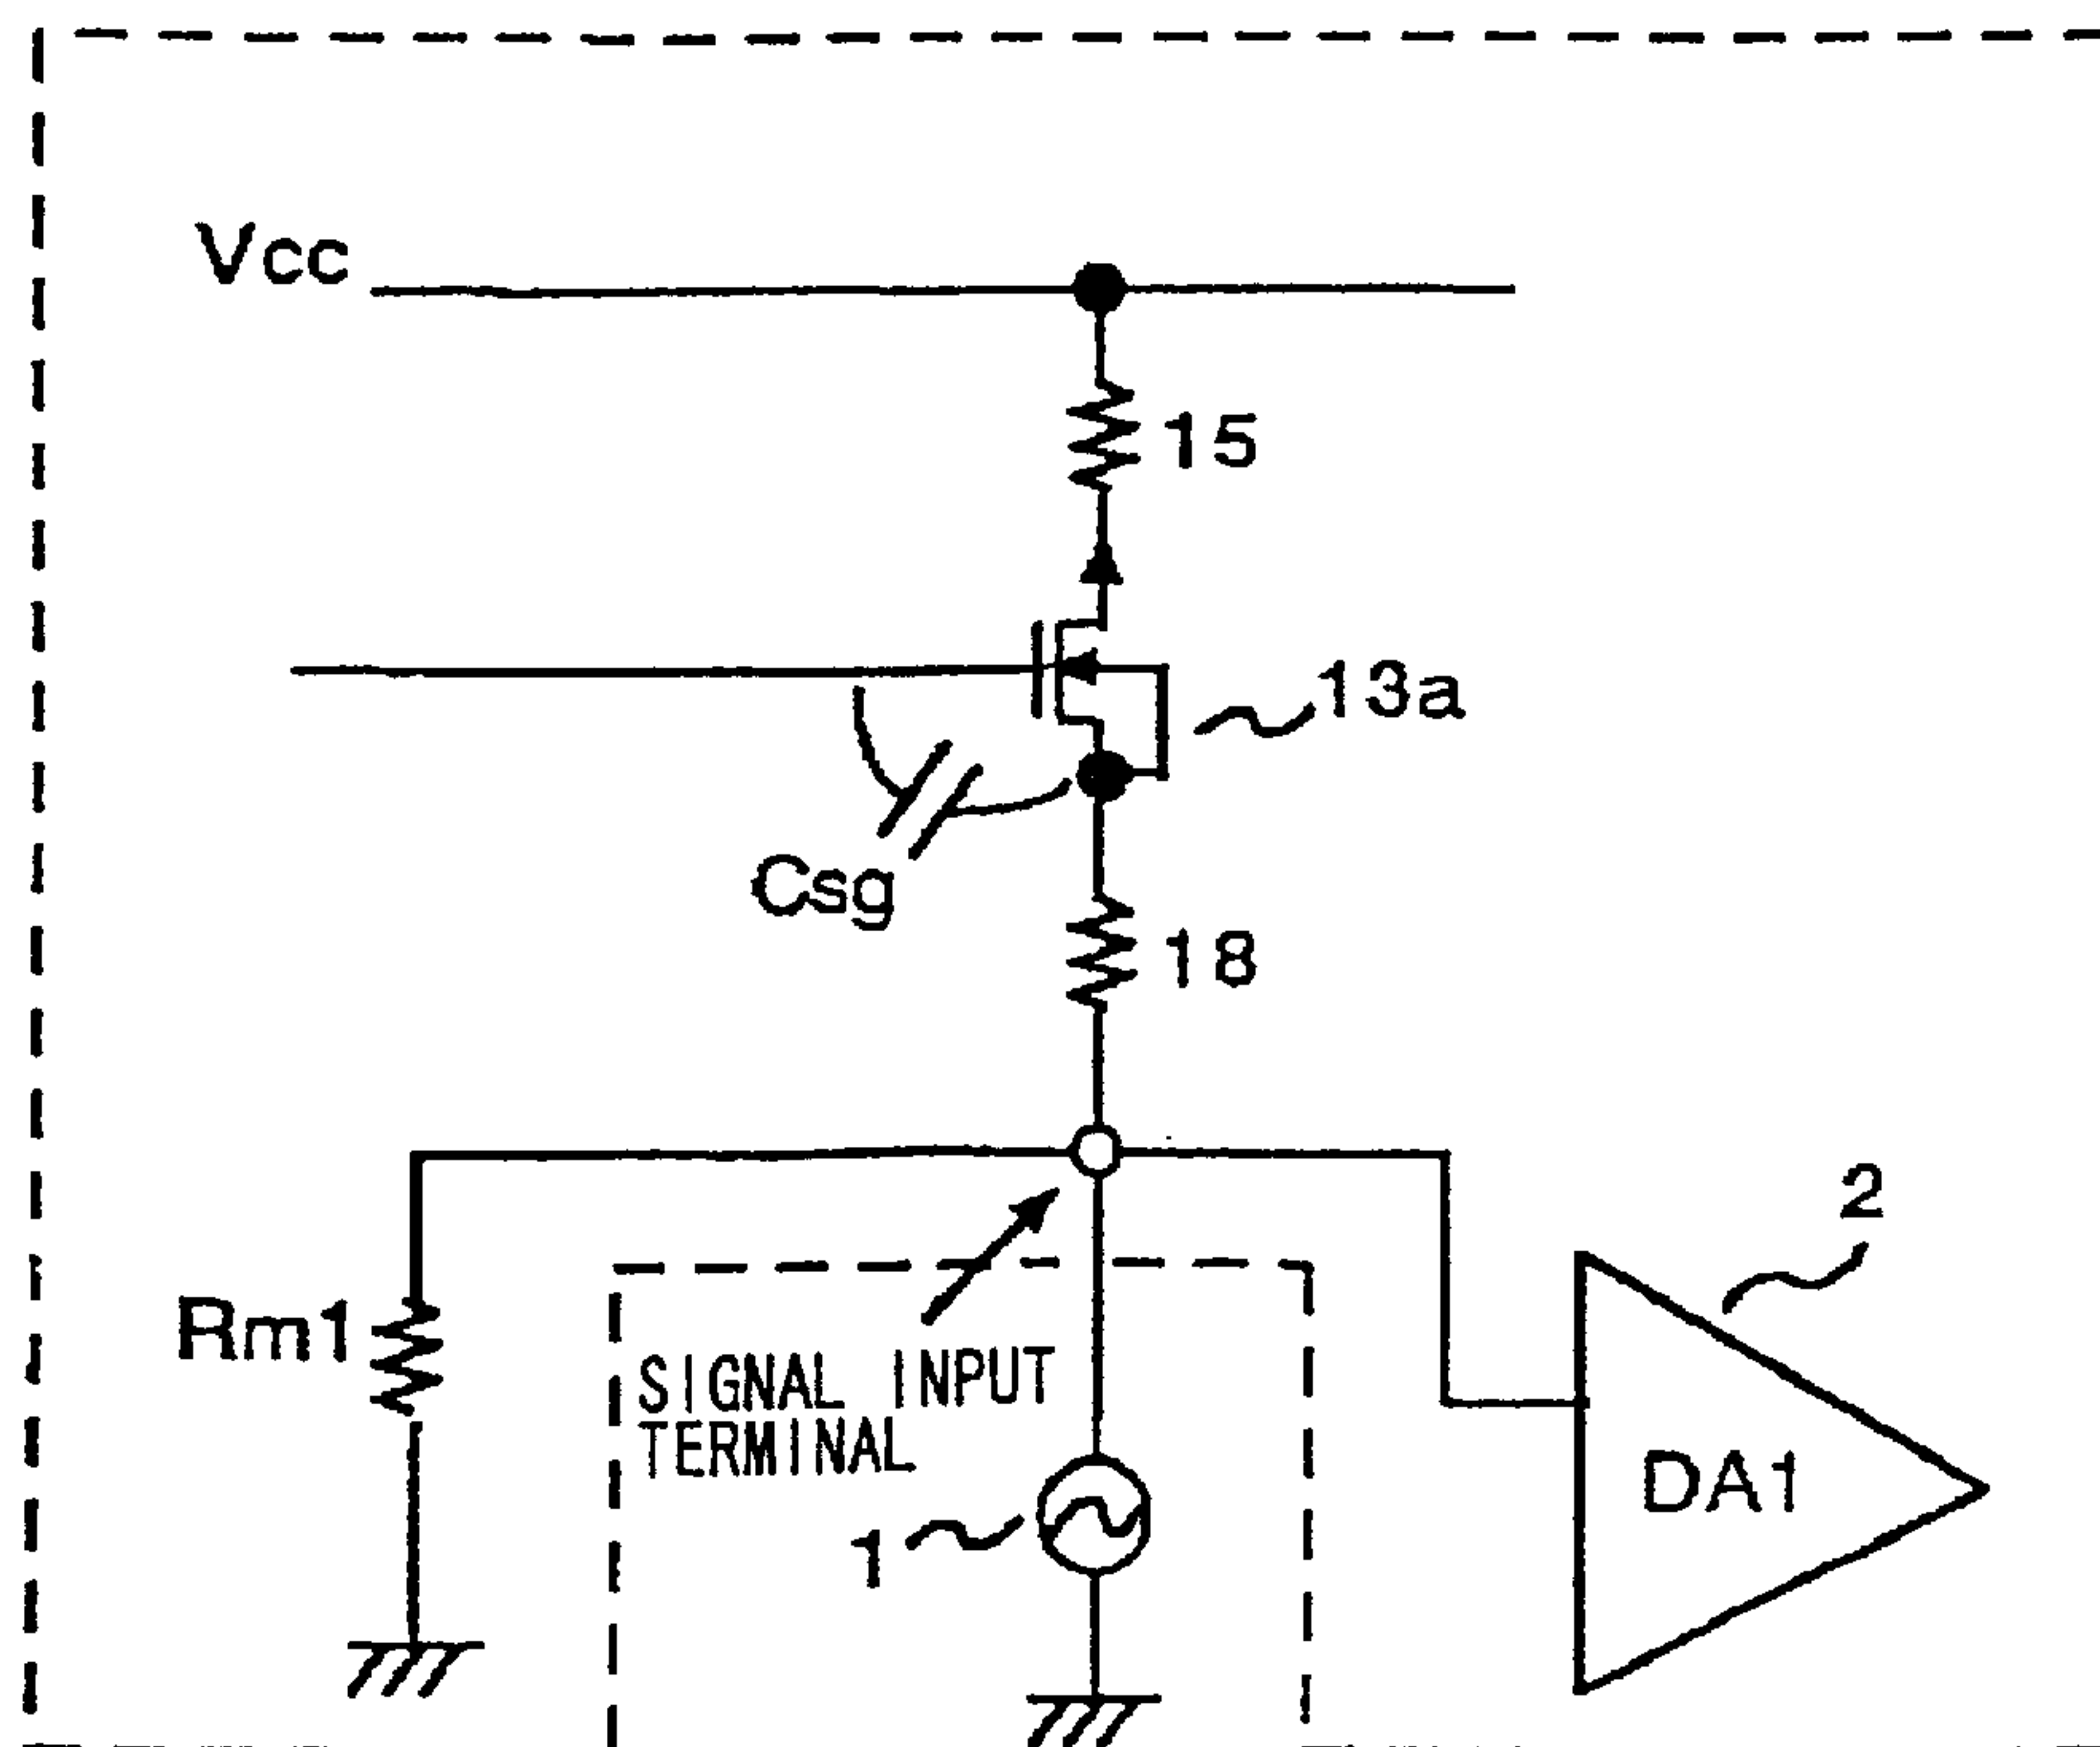 Vcc
15
13a
Csg
18
2
Rm1
SIGNAL INPUT
TERMINAL
DA1
1